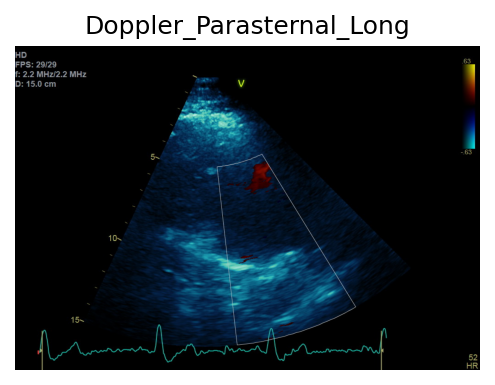 Doppler_Parasternal_Long
HD
FPS: 29/29
f: 2.2 MHz/2.2 MHz
D: 15.0 cm
V
63
-.63
5
10
15
52
HR